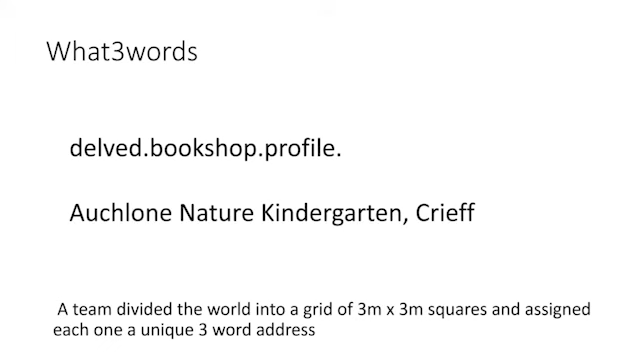 What3words
delved.bookshop.profile.
Auchlone Nature Kindergarten, Crieff
A team divided the world into a grid of 3m x 3m squares and assigned
each one a unique 3 word address